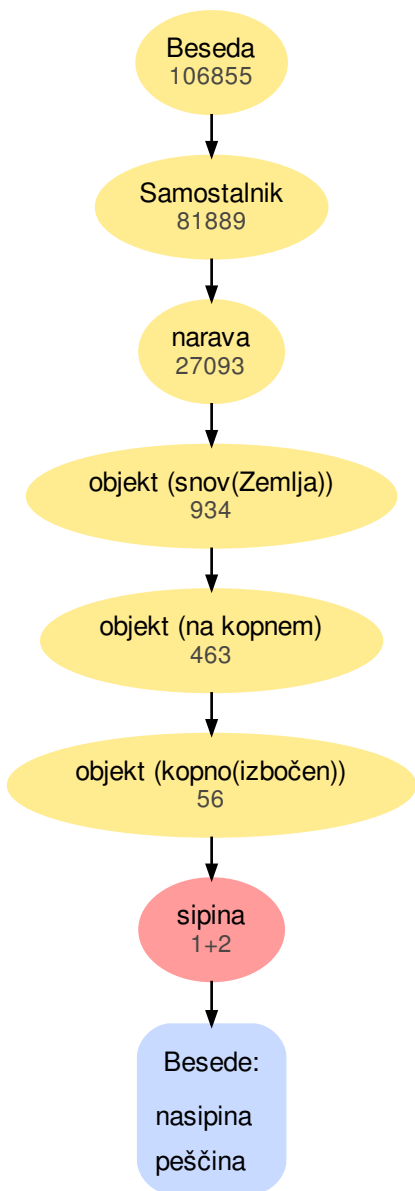 Beseda
106855
Samostalnik
81889
narava
27093
objekt (snov(Zemlja))
934
objekt (na kopnem)
463
objekt (kopno(izbočen))
56
sipina
1+2
Besede:
nasipina
peščina